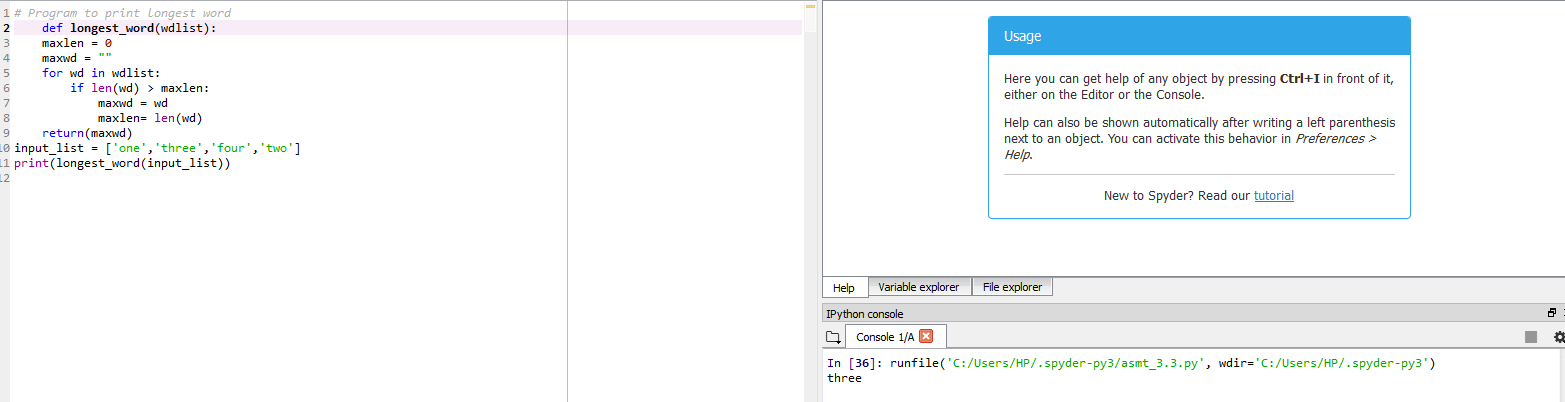 1 # Program to print longest word
2     def longest_word(wdlist):
3     maxlen = 0
4     maxwd = ""
5     for wd in wdlist:
6         if len(wd) > maxlen:
7             maxwd = wd
8             maxlen= len(wd)
9     return(maxwd)
10 input_list = ['one','three','four','two']
11 print(longest_word(input_list))
12
Usage
Here you can get help of any object by pressing Ctrl+I in front of it,
either on the Editor or the Console.
Help can also be shown automatically after writing a left parenthesis
next to an object. You can activate this behavior in Preferences >
Help.
New to Spyder? Read our tutorial
Help Variable explorer File explorer
IPython console
Console 1/A
In [36]: runfile('C:/Users/HP/.spyder-py3/asmt_3.3.py', wdir='C:/Users/HP/.spyder-py3')
three